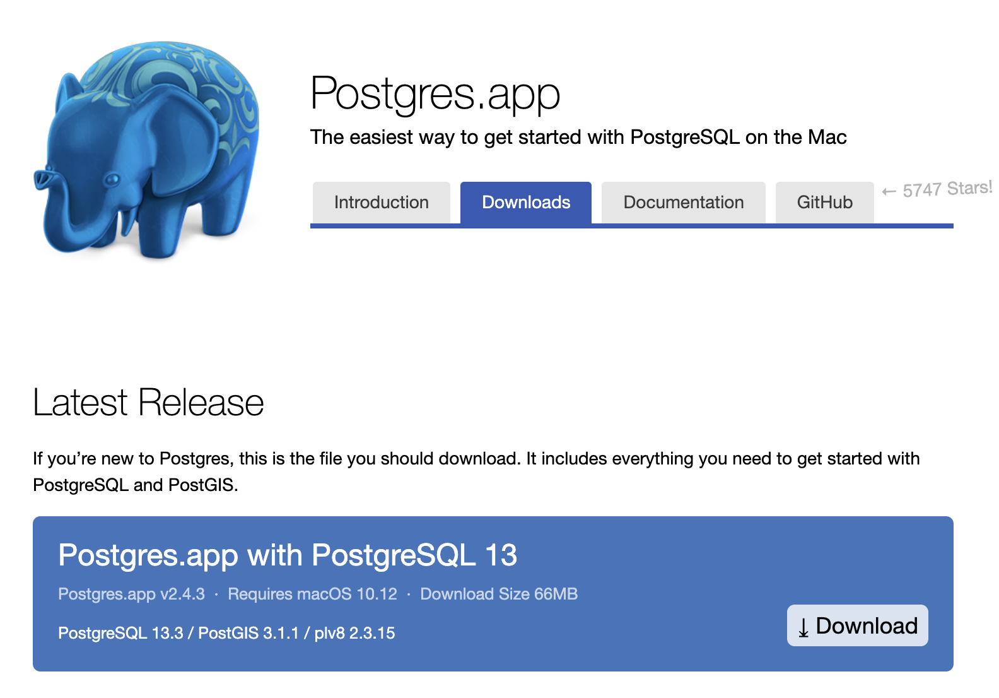 Postgres.app
The easiest way to get started with PostgreSQL on the Mac
Introduction
Downloads
Documentation
GitHub
← 5747 Stars!
Latest Release
If you’re new to Postgres, this is the file you should download. It includes everything you need to get started with
PostgreSQL and PostGIS.
Postgres.app with PostgreSQL 13
Postgres.app v2.4.3 · Requires macOS 10.12 · Download Size 66MB
PostgreSQL 13.3 / PostGIS 3.1.1 / plv8 2.3.15
↓ Download